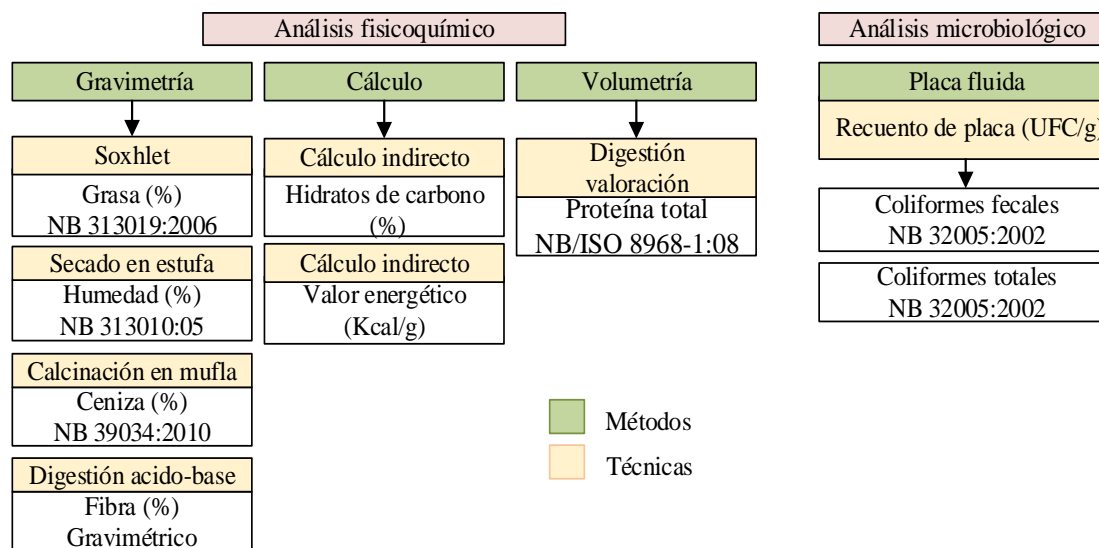 Análisis fisicoquímico
Análisis microbiológico
Gravimetría
Cálculo
Volumetría
Placa fluida
Soxhlet
Grasa (%)
NB 313019:2006
Secado en estufa
Humedad (%)
NB 313010:05
Calcinación en mufla
Ceniza (%)
NB 39034:2010
Digestión acido-base
Fibra (%)
Gravimétrico
Cálculo indirecto
Hidratos de carbono
(%)
Cálculo indirecto
Valor energético
(Kcal/g)
Digestión
valoración
Proteína total
NB/ISO 8968-1:08
Recuento de placa (UFC/g)
Coliformes fecales
NB 32005:2002
Coliformes totales
NB 32005:2002
Métodos
Técnicas